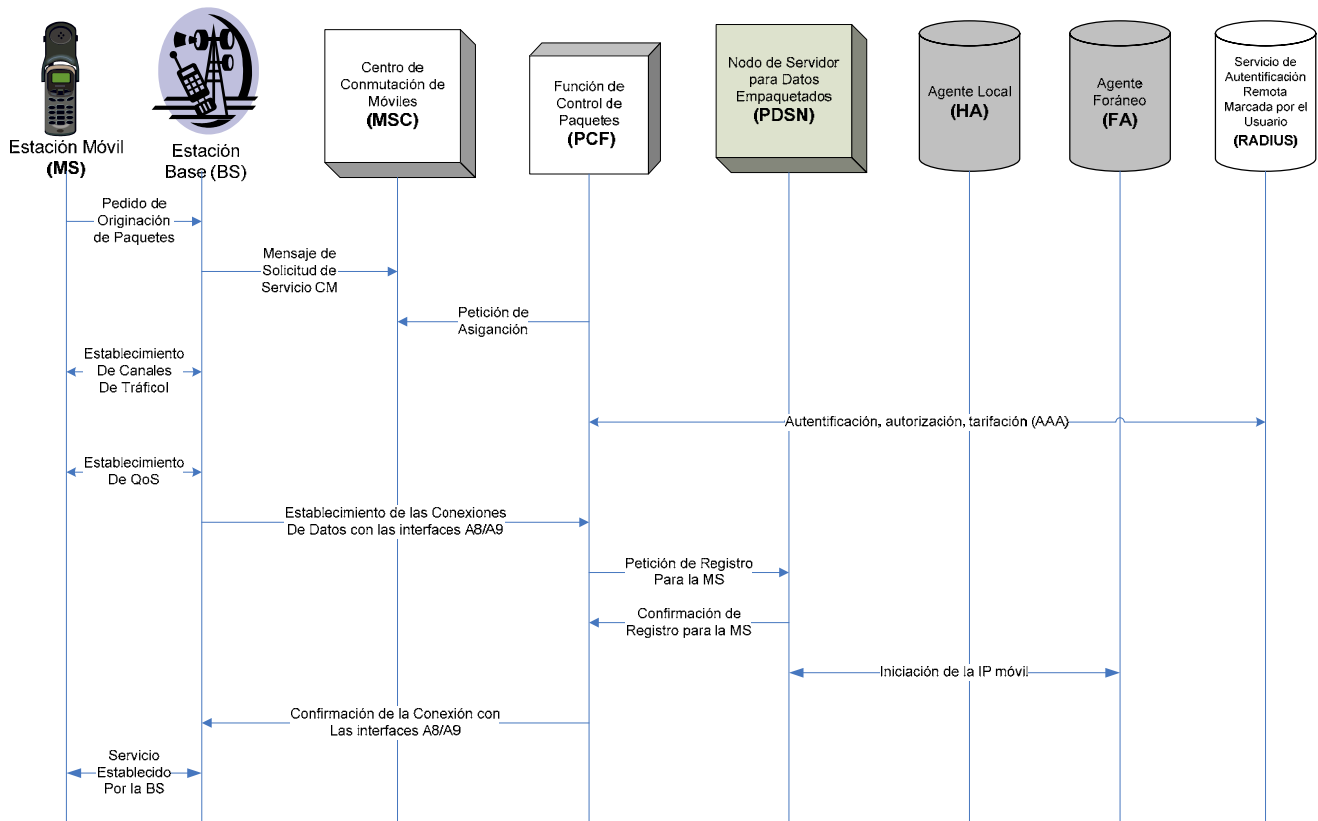 Estación Móvil
(MS)
Estación
Base (BS)
Centro de
Conmutación de
Móviles
(MSC)
Función de
Control de
Paquetes
(PCF)
Nodo de Servidor
para Datos
Empaquetados
(PDSN)
Agente Local
(HA)
Agente
Foráneo
(FA)
Servicio de
Autentificación
Remota
Marcada por el
Usuario
(RADIUS)
Pedido de
Originación
de Paquetes
Mensaje de
Solicitud de
Servicio CM
Petición de
Asigancción
Establecimiento
De Canales
De Tráficol
Autentificación, autorización, tarifación (AAA)
Establecimiento
De QoS
Establecimiento de las Conexiones
De Datos con las interfaces A8/A9
Petición de Registro
Para la MS
Confirmación de
Registro para la MS
Iniciación de la IP móvil
Confirmación de la Conexión con
Las interfaces A8/A9
Servicio
Establecido
Por la BS